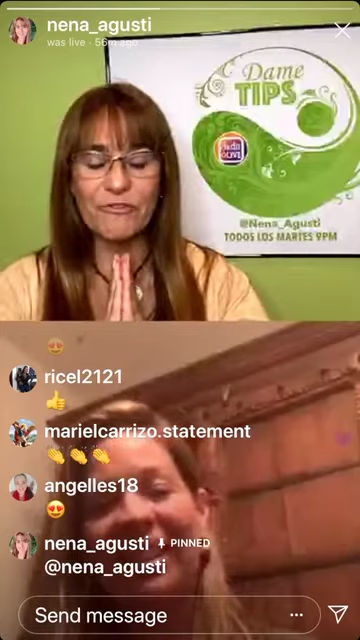 nena_agusti
was live · 56m ago
Dame
TIPS
@Nena_Agusti
TODOS LOS MARTES 9PM
😍
ricel2121
👍
marielcarrizo.statement
👏👏👏
angelles18
😍
nena_agusti PINNED
@nena_agusti
Send message